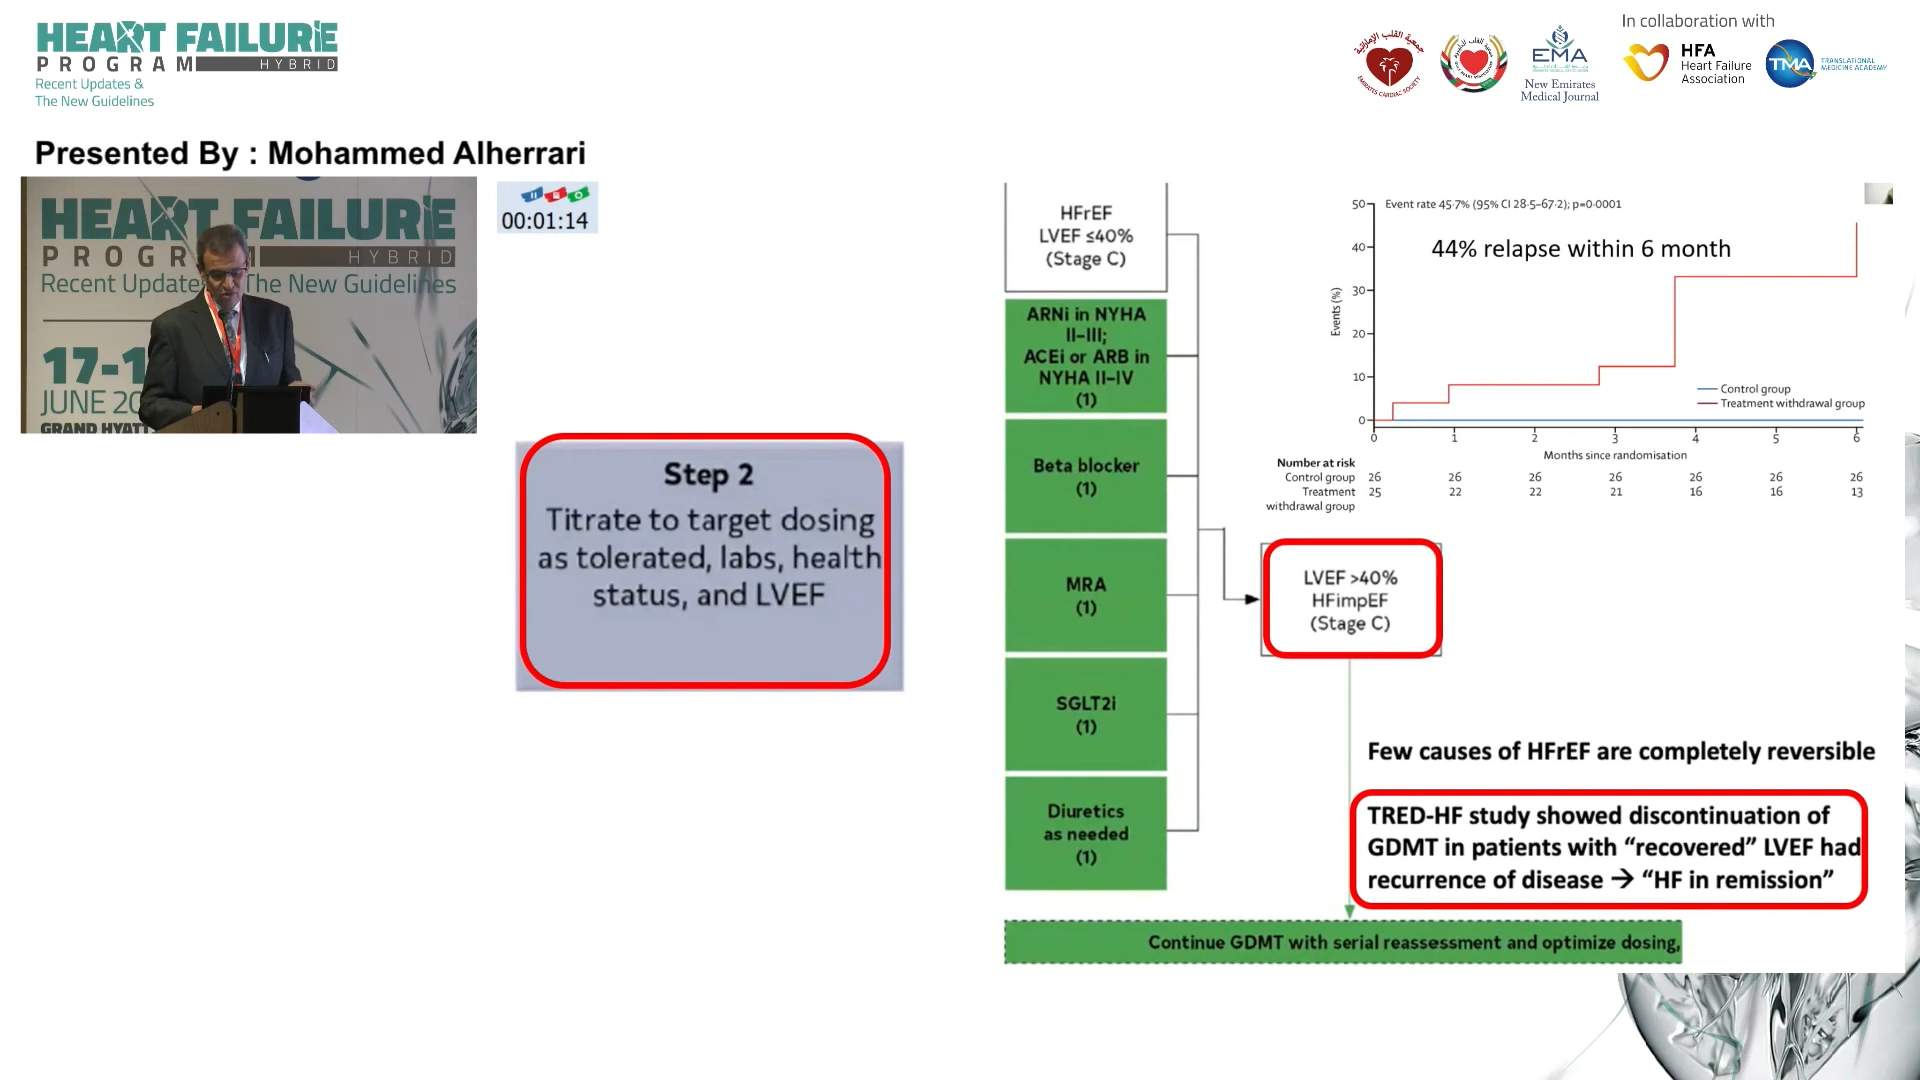 HEART FAILURE
PROGRAM HYBRID
Recent Updates &
The New Guidelines
EMIRATES CARDIAC SOCIETY
EMA
New Emirates
Medical Journal
In collaboration with
HFA
Heart Failure
Association
TMA
TRANSLATIONAL
MEDICINE ACADEMY
Presented By : Mohammed Alherrari
HEART FAILURE
HYBRID
Recent Update The New Guidelines
17-1
JUNE 20
GRAND HYATT
00:01:14
Step 2
Titrate to target dosing
as tolerated, labs, health
status, and LVEF
HFrEF
LVEF ≤40%
(Stage C)
ARNi in NYHA
II–III;
ACEi or ARB in
NYHA II–IV
(1)
Beta blocker
(1)
MRA
(1)
SGLT2i
(1)
Diuretics
as needed
(1)
LVEF >40%
HFimpEF
(Stage C)
Event rate 45·7% (95% CI 28·5–67·2); p=0·0001
44% relapse within 6 month
Events (%)
50
40
30
20
10
0
Control group
Treatment withdrawal group
0 1 2 3 4 5 6
Months since randomisation
Number at risk
Control group 26 26 26 26 26 26 26
Treatment 25 22 22 21 16 16 13
withdrawal group
Few causes of HFrEF are completely reversible
TRED-HF study showed discontinuation of
GDMT in patients with “recovered” LVEF had
recurrence of disease → “HF in remission”
Continue GDMT with serial reassessment and optimize dosing,